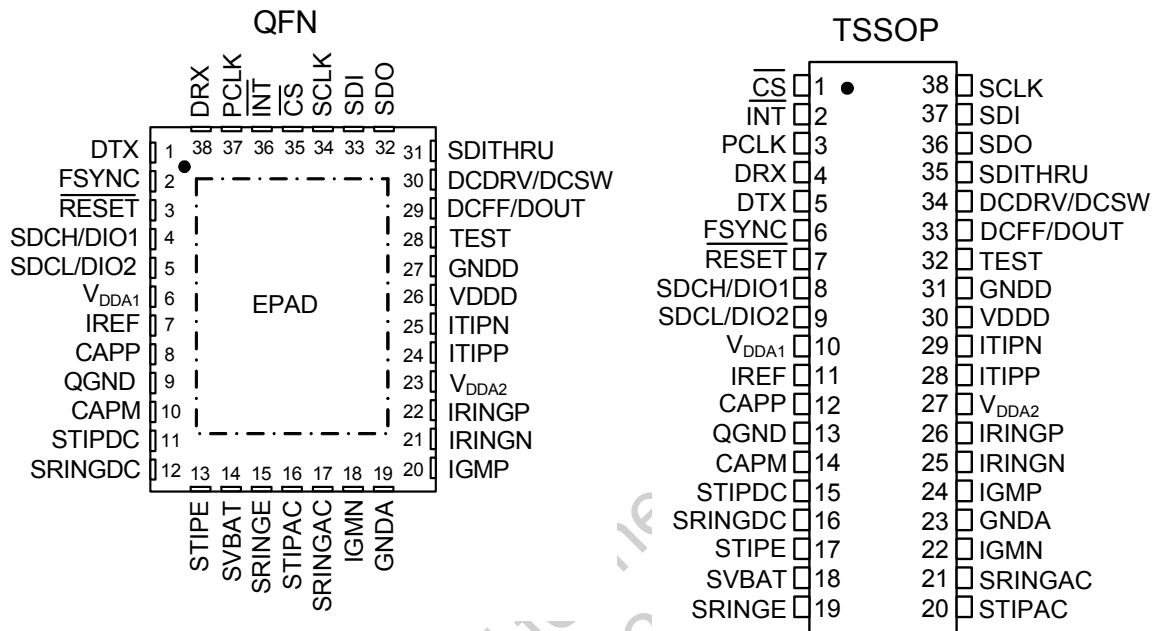 QFN
DRX
PCLK
INT
CS
SCLK
SDI
SDO
38 37 36 35 34 33 32
DTX 1
FSYNC 2
RESET 3
SDCH/DIO1 4
SDCL/DIO2 5
VDDA1 6
IREF 7
CAPP 8
QGND 9
CAPM 10
STIPDC 11
SRINGDC 12
EPAD
31 SDITHRU
30 DCDRV/DCSW
29 DCFF/DOUT
28 TEST
27 GNDD
26 VDDD
25 ITIPN
24 ITIPP
23 VDDA2
22 IRINGP
21 IRINGN
20 IGMP
13 14 15 16 17 18 19
STIPE
SVBAT
SRINGE
STIPAC
SRINGAC
IGMN
GNDA
TSSOP
CS 1
INT 2
PCLK 3
DRX 4
DTX 5
FSYNC 6
RESET 7
SDCH/DIO1 8
SDCL/DIO2 9
VDDA1 10
IREF 11
CAPP 12
QGND 13
CAPM 14
STIPDC 15
SRINGDC 16
STIPE 17
SVBAT 18
SRINGE 19
38 SCLK
37 SDI
36 SDO
35 SDITHRU
34 DCDRV/DCSW
33 DCFF/DOUT
32 TEST
31 GNDD
30 VDDD
29 ITIPN
28 ITIPP
27 VDDA2
26 IRINGP
25 IRINGN
24 IGMP
23 GNDA
22 IGMN
21 SRINGAC
20 STIPAC